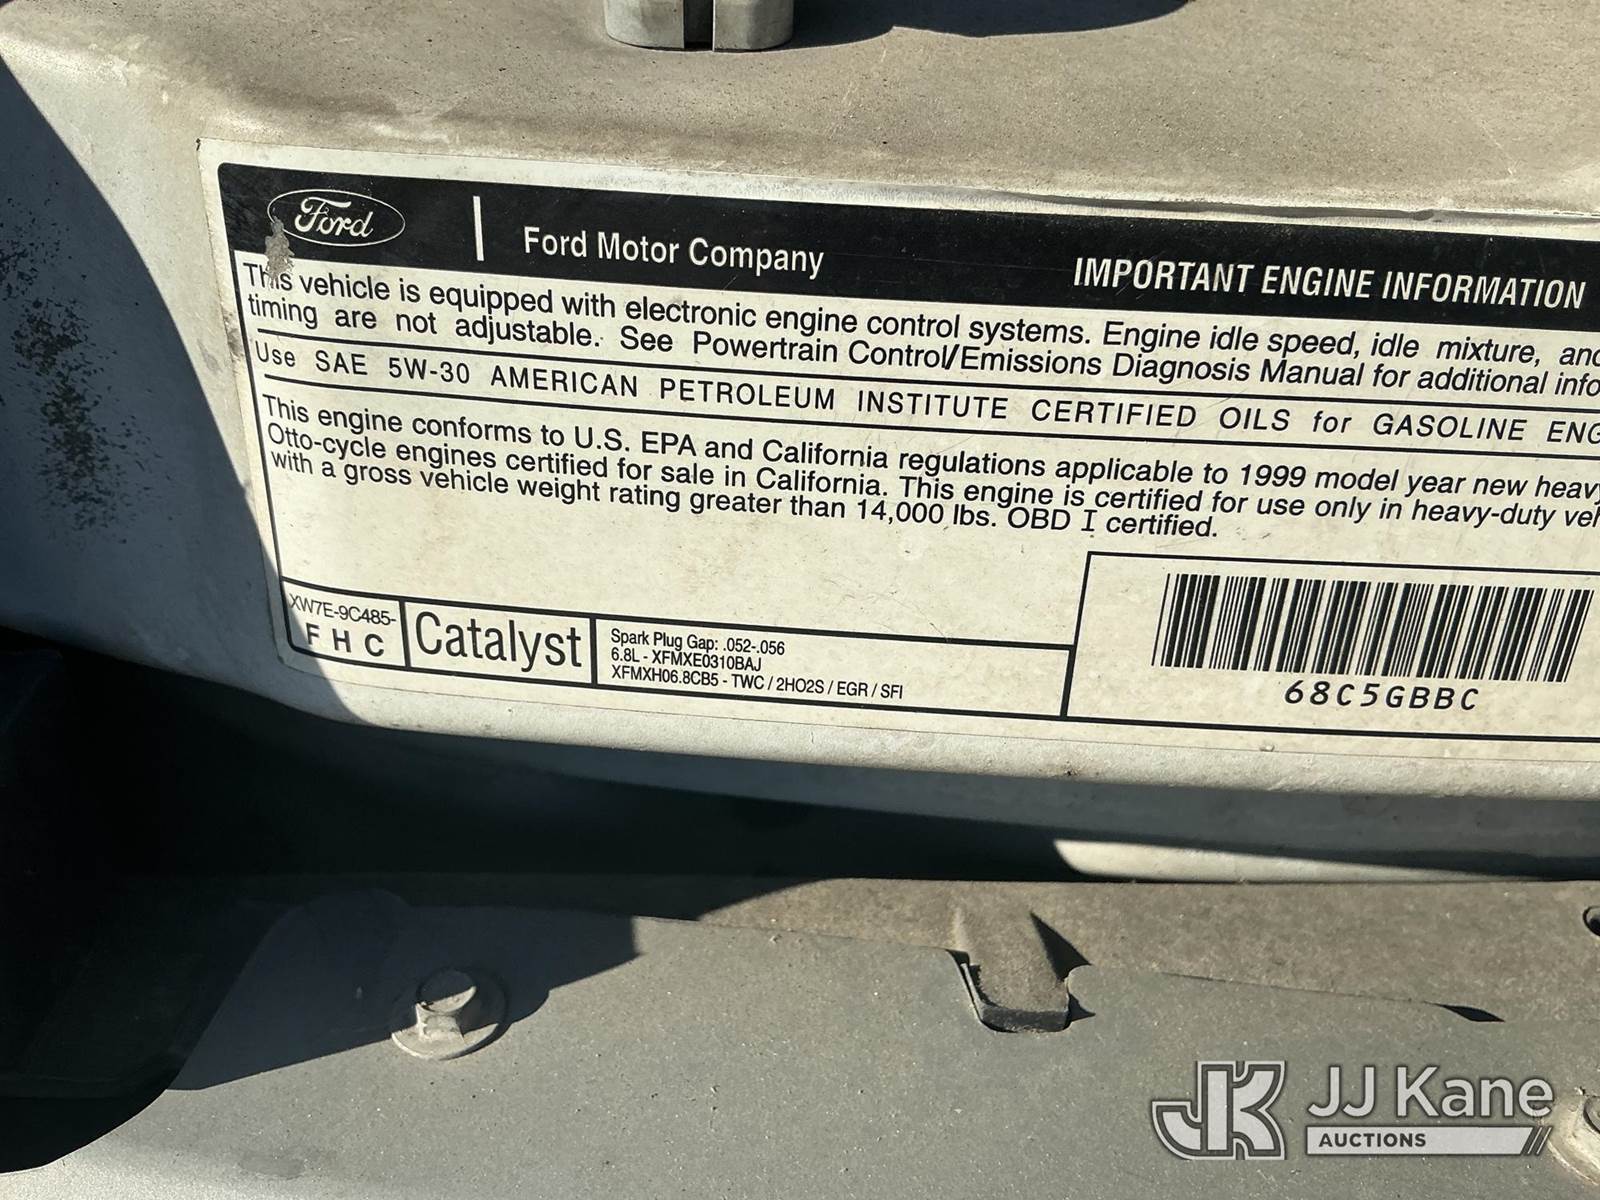 Ford
Ford Motor Company
IMPORTANT ENGINE INFORMATION
This vehicle is equipped with electronic engine control systems. Engine idle speed, idle mixture, and
timing are not adjustable. See Powertrain Control/Emissions Diagnosis Manual for additional info
Use SAE 5W-30 AMERICAN PETROLEUM INSTITUTE CERTIFIED OILS for GASOLINE ENG
This engine conforms to U.S. EPA and California regulations applicable to 1999 model year new heavy
Otto-cycle engines certified for sale in California. This engine is certified for use only in heavy-duty veh
with a gross vehicle weight rating greater than 14,000 lbs. OBD I certified.
XW7E-9C485-
F H C
Catalyst
Spark Plug Gap: .052-.056
6.8L - XFMXE0310BAJ
XFMXH06.8CB5 - TWC / 2HO2S / EGR / SFI
68C5GBBC
JK
JJ Kane
AUCTIONS